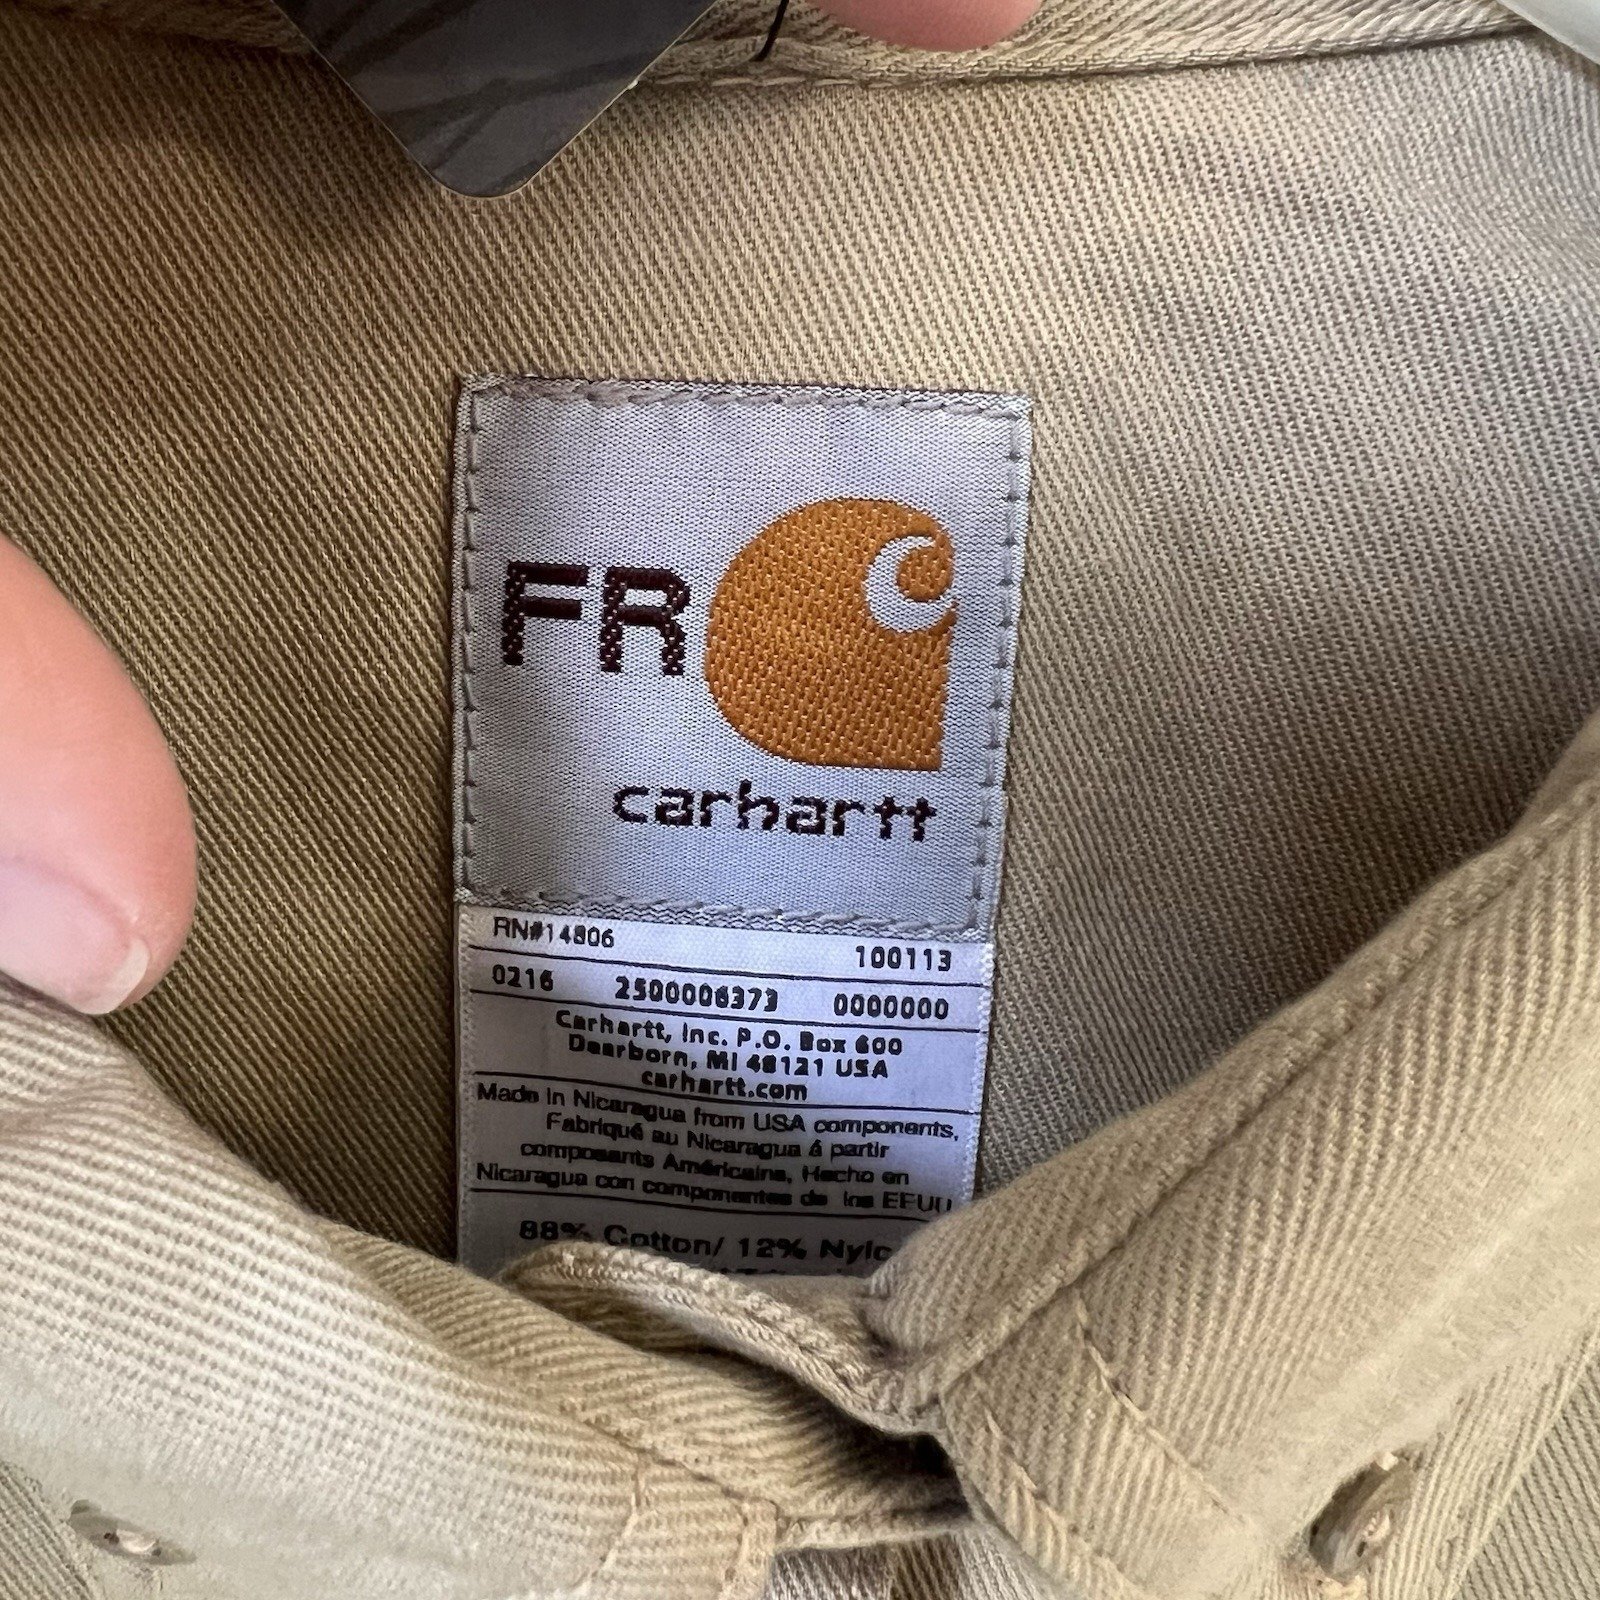 FR
carhartt
RN#14806 100113
0216 2500006373 0000000
Carhartt, Inc. P.O. Box 600
Dearborn, MI 48121 USA
carhartt.com
Made In Nicaragua from USA components,
Fabriqué au Nicaragua á partir
composants Américains, Hecho en
Nicaragua con componentes de los EEUU
88% Cotton/ 12%